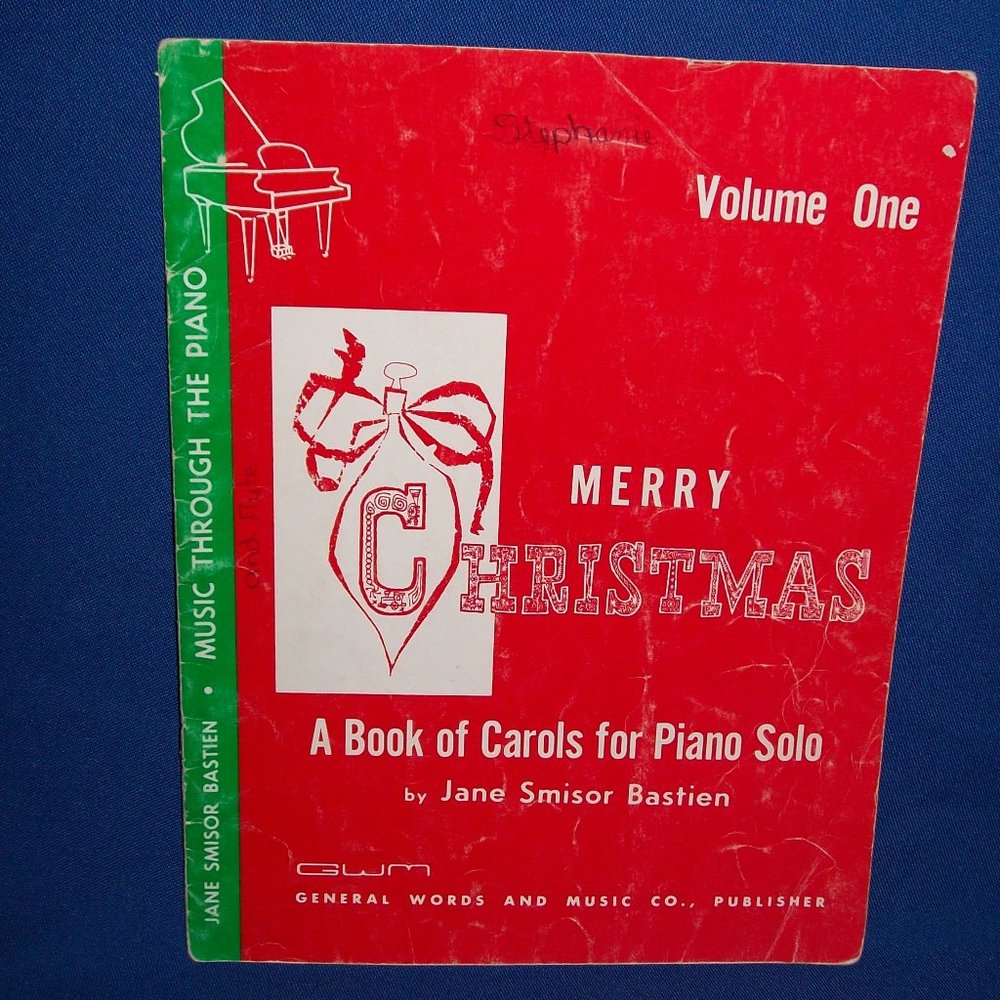 Stephanie
Volume One
MERRY
CHRISTMAS
A Book of Carols for Piano Solo
by Jane Smisor Bastien
GWM
GENERAL WORDS AND MUSIC CO., PUBLISHER
JANE SMISOR BASTIEN • MUSIC THROUGH THE PIANO